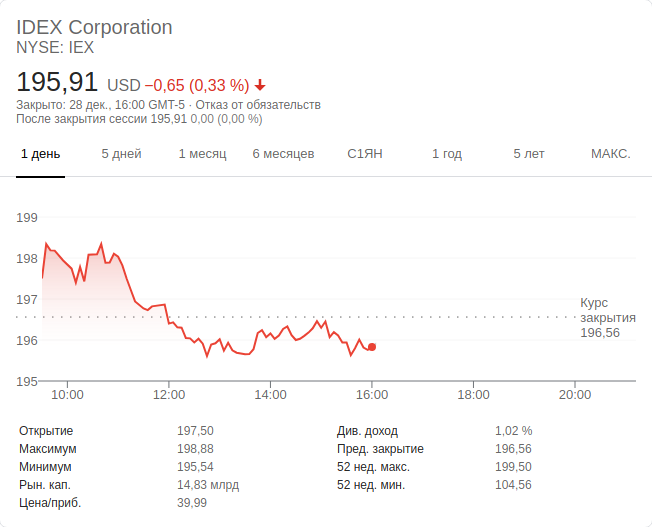 IDEX Corporation
NYSE: IEX
195,91 USD −0,65 (0,33 %)
Закрыто: 28 дек., 16:00 GMT-5 · Отказ от обязательств
После закрытия сессии 195,91 0,00 (0,00 %)
1 день 5 дней 1 месяц 6 месяцев С1ЯН 1 год 5 лет МАКС.
199
198
197
196
195
Курс
закрытия
196,56
10:00 12:00 14:00 16:00 18:00 20:00
Открытие 197,50 Див. доход 1,02 %
Максимум 198,88 Пред. закрытие 196,56
Минимум 195,54 52 нед. макс. 199,50
Рын. кап. 14,83 млрд 52 нед. мин. 104,56
Цена/приб. 39,99